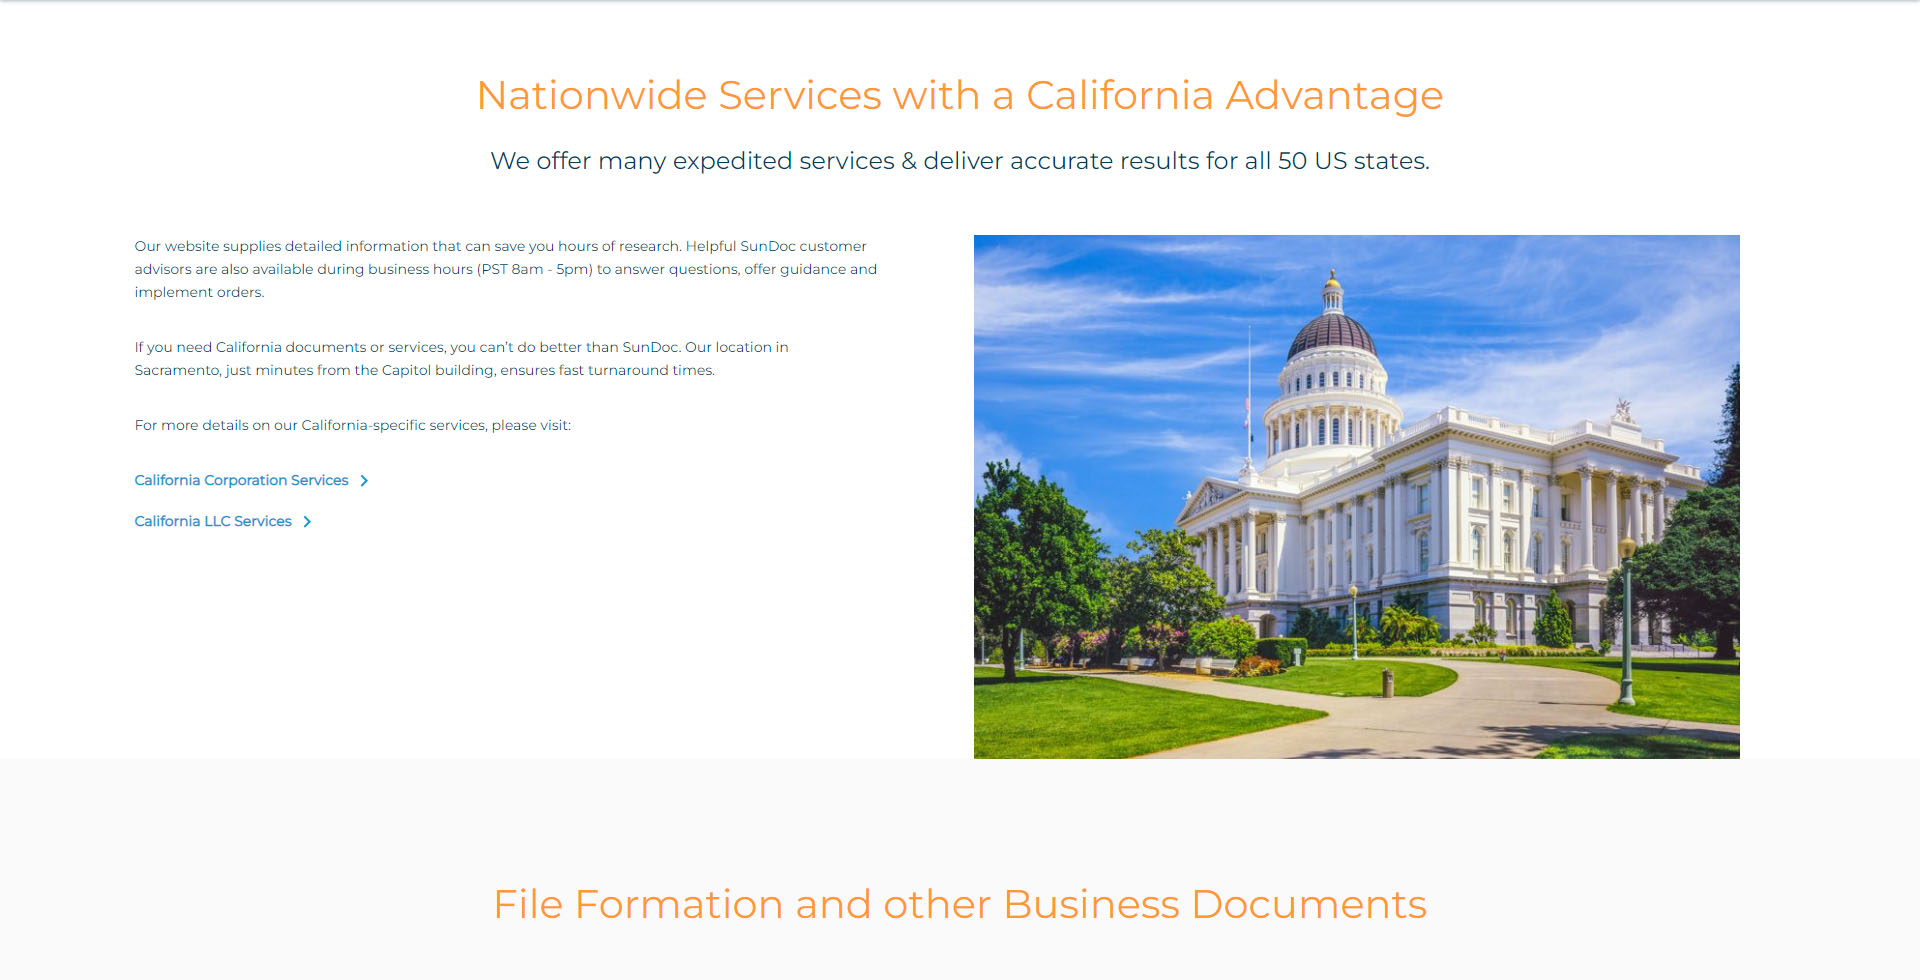 Nationwide Services with a California Advantage
We offer many expedited services & deliver accurate results for all 50 US states.
Our website supplies detailed information that can save you hours of research. Helpful SunDoc customer
advisors are also available during business hours (PST 8am - 5pm) to answer questions, offer guidance and
implement orders.
If you need California documents or services, you can’t do better than SunDoc. Our location in
Sacramento, just minutes from the Capitol building, ensures fast turnaround times.
For more details on our California-specific services, please visit:
California Corporation Services
California LLC Services
File Formation and other Business Documents